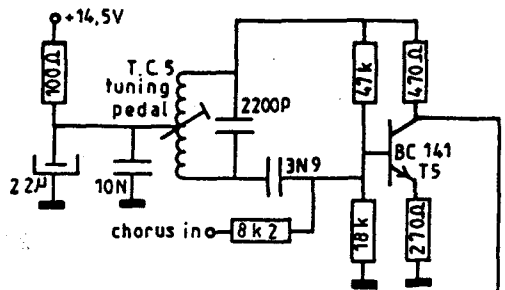 +14,5V
100Ω
T.C.5
tuning
pedal
2200P
47k
470Ω
22µ
10N
3N9
BC 141
T5
chorus in
8k2
18k
270Ω